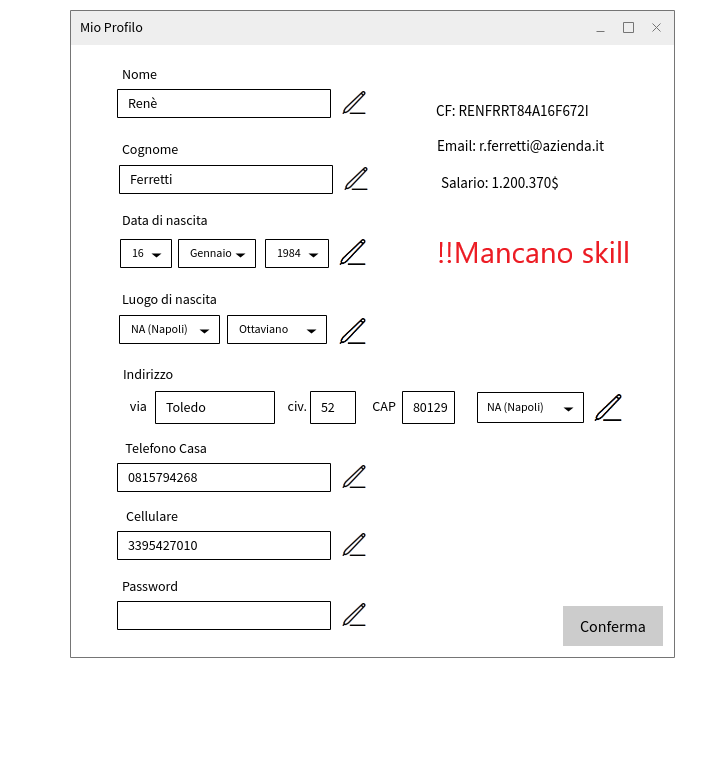 Mio Profilo
Nome
Renè
CF: RENFRRT84A16F672I
Cognome
Email: r.ferretti@azienda.it
Ferretti
Salario: 1.200.370$
Data di nascita
16 Gennaio 1984
!!Mancano skill
Luogo di nascita
NA (Napoli) Ottaviano
Indirizzo
via Toledo civ. 52 CAP 80129 NA (Napoli)
Telefono Casa
0815794268
Cellulare
3395427010
Password
Conferma